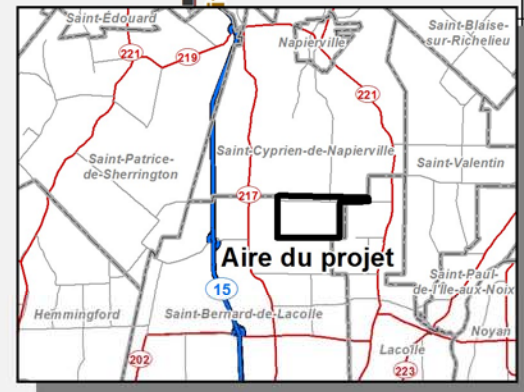 Saint-Édouard
Saint-Blaise-
sur-Richelieu
Napierville
221
219
221
Saint-Patrice-
de-Sherrington
Saint-Cyprien-de-Napierville
Saint-Valentin
217
Aire du projet
15
Saint-Paul-
de-l'Île-aux-Noix
Hemmingford
Saint-Bernard-de-Lacolle
Noyan
202
Lacolle
223